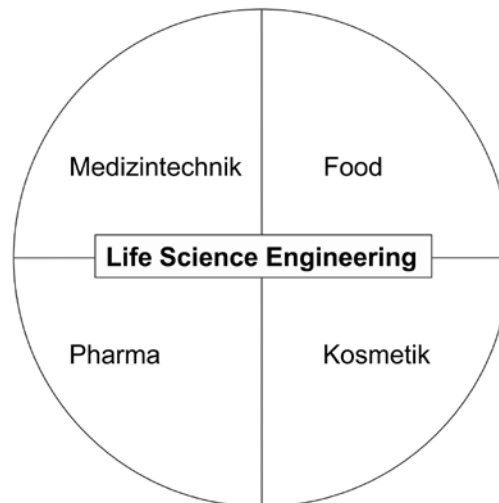 Medizintechnik
Food
Life Science Engineering
Pharma
Kosmetik